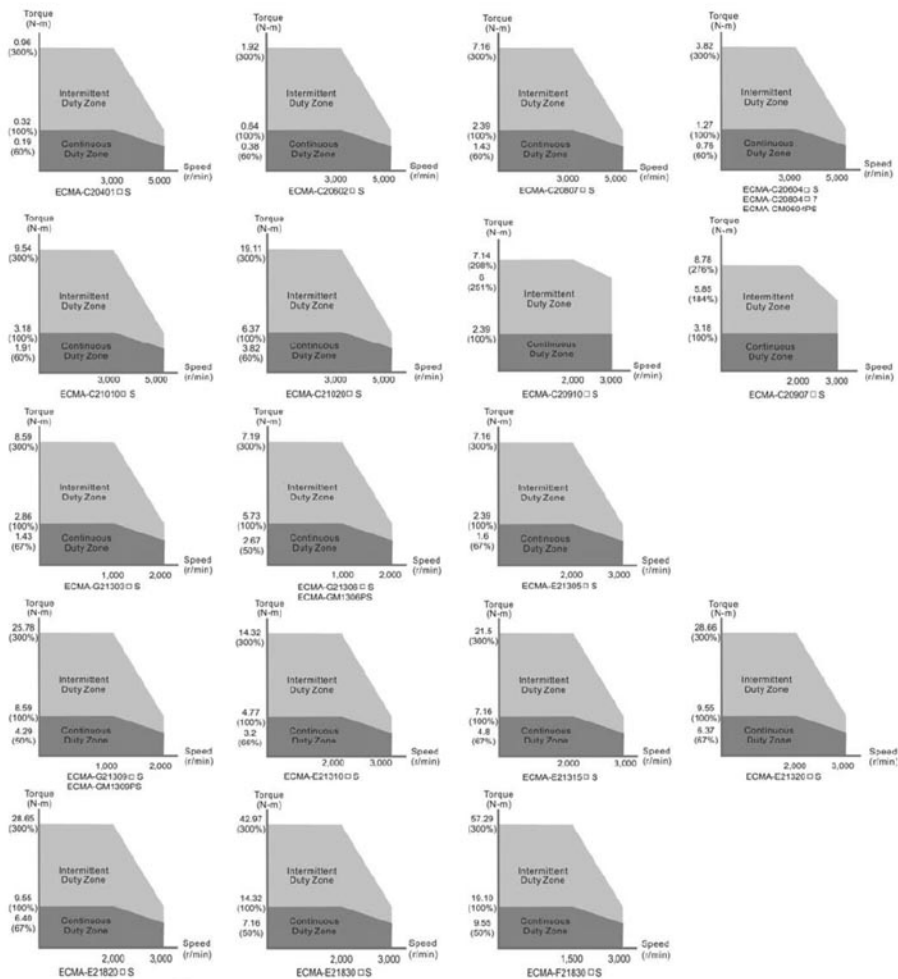 Torque
(N-m)
0.96
(300%)
Intermittent
Duty Zone
0.32
(100%)
0.19
(60%)
Continuous
Duty Zone
Speed
(r/min)
3,000
5,000
ECMA-C20401□S
Torque
(N-m)
1.92
(300%)
Intermittent
Duty Zone
0.64
(100%)
0.38
(60%)
Continuous
Duty Zone
Speed
(r/min)
3,000
5,000
ECMA-C20602□S
Torque
(N-m)
7.16
(300%)
Intermittent
Duty Zone
2.39
(100%)
1.43
(60%)
Continuous
Duty Zone
Speed
(r/min)
3,000
5,000
ECMA-C20807□S
Torque
(N-m)
3.82
(300%)
Intermittent
Duty Zone
1.27
(100%)
0.76
(60%)
Continuous
Duty Zone
Speed
(r/min)
3,000
5,000
ECMA-C20604□S
ECMA-C20804□7
ECMA-CM0604PS
Torque
(N-m)
9.54
(300%)
Intermittent
Duty Zone
3.18
(100%)
1.91
(60%)
Continuous
Duty Zone
Speed
(r/min)
3,000
5,000
ECMA-C21010□S
Torque
(N-m)
19.11
(300%)
Intermittent
Duty Zone
6.37
(100%)
3.82
(60%)
Continuous
Duty Zone
Speed
(r/min)
3,000
5,000
ECMA-C21020□S
Torque
(N-m)
7.14
(298%)
6
(251%)
Intermittent
Duty Zone
2.39
(100%)
Continuous
Duty Zone
Speed
(r/min)
2,000
3,000
ECMA-C20910□S
Torque
(N-m)
8.78
(276%)
5.85
(184%)
Intermittent
Duty Zone
3.18
(100%)
Continuous
Duty Zone
Speed
(r/min)
2,000
3,000
ECMA-C20907□S
Torque
(N-m)
8.59
(300%)
Intermittent
Duty Zone
2.86
(100%)
1.43
(67%)
Continuous
Duty Zone
Speed
(r/min)
1,000
2,000
ECMA-G21303□S
Torque
(N-m)
7.19
(300%)
Intermittent
Duty Zone
5.73
(100%)
2.67
(50%)
Continuous
Duty Zone
Speed
(r/min)
1,000
2,000
ECMA-G21306□S
ECMA-GM1306PS
Torque
(N-m)
7.16
(300%)
Intermittent
Duty Zone
2.39
(100%)
1.6
(67%)
Continuous
Duty Zone
Speed
(r/min)
2,000
3,000
ECMA-E21305□S
Torque
(N-m)
25.78
(300%)
Intermittent
Duty Zone
8.59
(100%)
4.29
(50%)
Continuous
Duty Zone
Speed
(r/min)
1,000
2,000
ECMA-G21309□S
ECMA-GM1309PS
Torque
(N-m)
14.32
(300%)
Intermittent
Duty Zone
4.77
(100%)
3.2
(66%)
Continuous
Duty Zone
Speed
(r/min)
2,000
3,000
ECMA-E21310□S
Torque
(N-m)
21.5
(300%)
Intermittent
Duty Zone
7.16
(100%)
4.8
(67%)
Continuous
Duty Zone
Speed
(r/min)
2,000
3,000
ECMA-E21315□S
Torque
(N-m)
28.66
(300%)
Intermittent
Duty Zone
9.55
(100%)
6.37
(67%)
Continuous
Duty Zone
Speed
(r/min)
2,000
3,000
ECMA-E21320□S
Torque
(N-m)
28.65
(300%)
Intermittent
Duty Zone
9.55
(100%)
6.40
(67%)
Continuous
Duty Zone
Speed
(r/min)
2,000
3,000
ECMA-E21820□S
Torque
(N-m)
42.97
(300%)
Intermittent
Duty Zone
14.32
(100%)
7.16
(50%)
Continuous
Duty Zone
Speed
(r/min)
2,000
3,000
ECMA-E21830□S
Torque
(N-m)
57.29
(300%)
Intermittent
Duty Zone
19.10
(100%)
9.55
(50%)
Continuous
Duty Zone
Speed
(r/min)
1,500
3,000
ECMA-F21830□S